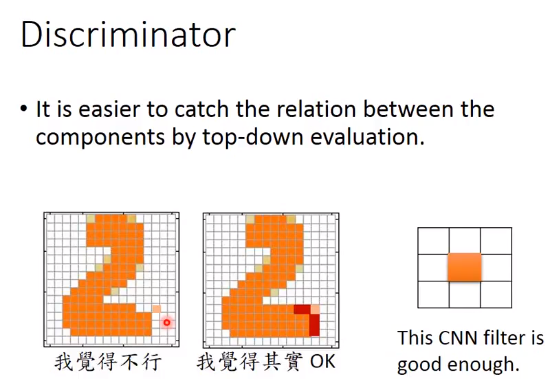 Discriminator
• It is easier to catch the relation between the
components by top-down evaluation.
我覺得不行
我覺得其實 OK
This CNN filter is
good enough.